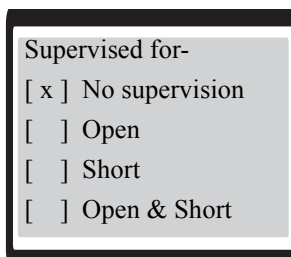 Supervised for-
[ x ] No supervision
[   ] Open
[   ] Short
[   ] Open & Short